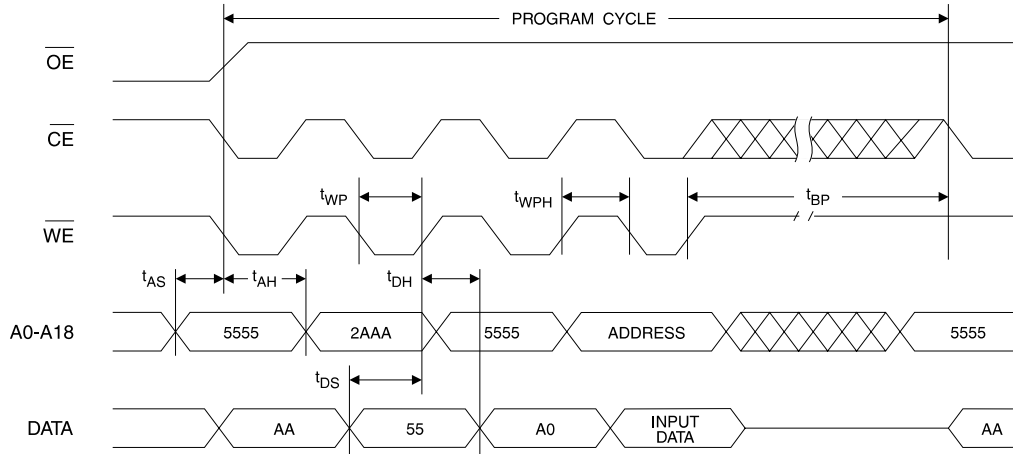 PROGRAM CYCLE
OE
CE
tWP tWPH tBP
WE
tAS tAH tDH
A0-A18 5555 2AAA 5555 ADDRESS 5555
tDS
DATA AA 55 A0 INPUT DATA AA